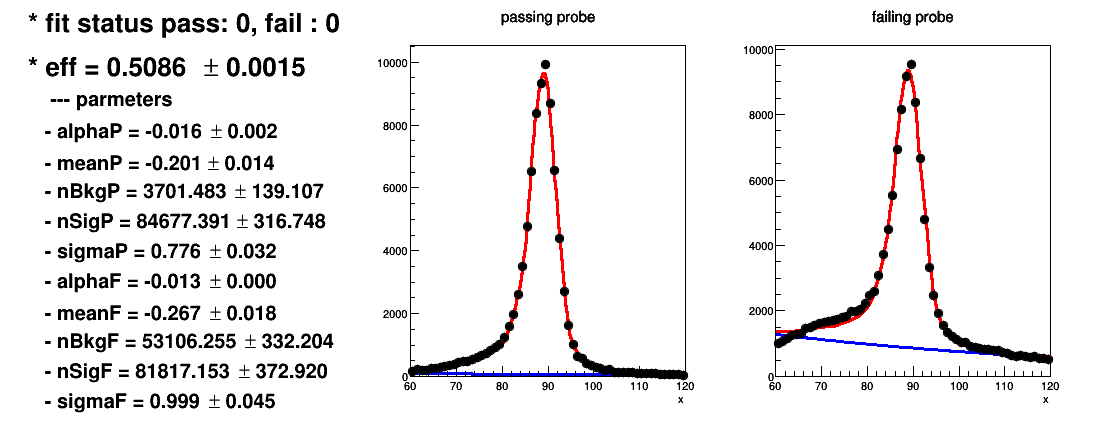 * fit status pass: 0, fail : 0
* eff = 0.5086 ± 0.0015
--- parmeters
- alphaP = -0.016 ± 0.002
- meanP = -0.201 ± 0.014
- nBkgP = 3701.483 ± 139.107
- nSigP = 84677.391 ± 316.748
- sigmaP = 0.776 ± 0.032
- alphaF = -0.013 ± 0.000
- meanF = -0.267 ± 0.018
- nBkgF = 53106.255 ± 332.204
- nSigF = 81817.153 ± 372.920
- sigmaF = 0.999 ± 0.045
passing probe
10000
8000
6000
4000
2000
0
60 70 80 90 100 110 120
x
failing probe
10000
8000
6000
4000
2000
0
60 70 80 90 100 110 120
x